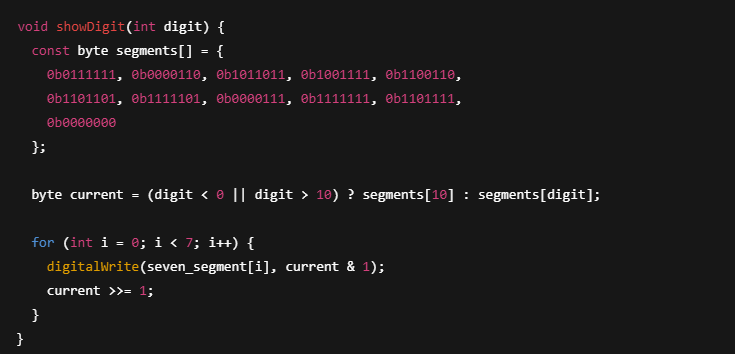 void showDigit(int digit) {
const byte segments[] = {
0b0111111, 0b0000110, 0b1011011, 0b1001111, 0b1100110,
0b1101101, 0b1111101, 0b0000111, 0b1111111, 0b1101111,
0b0000000
};
byte current = (digit < 0 || digit > 10) ? segments[10] : segments[digit];
for (int i = 0; i < 7; i++) {
digitalWrite(seven_segment[i], current & 1);
current >>= 1;
}
}